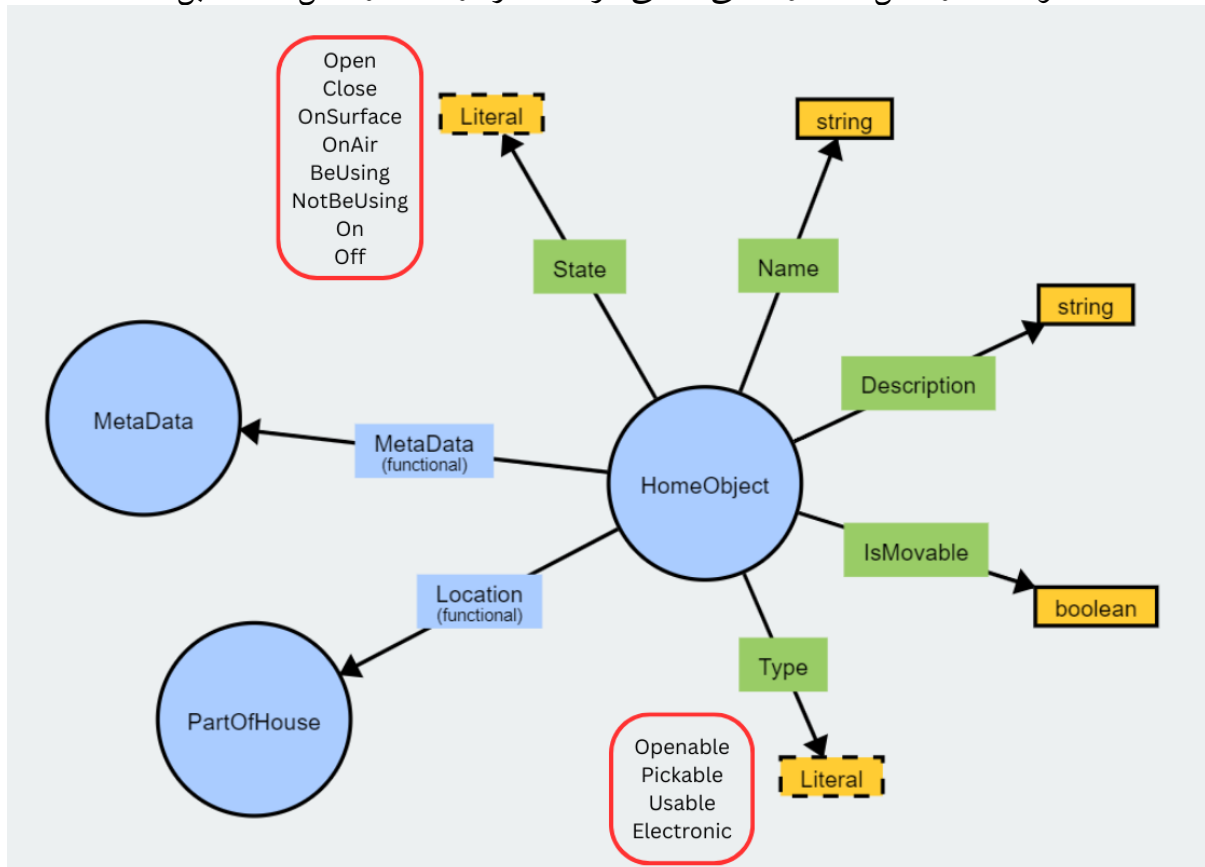 Open
Close
OnSurface
OnAir
BeUsing
NotBeUsing
On
Off
Literal
string
State
Name
string
Description
MetaData
MetaData
(functional)
HomeObject
IsMovable
boolean
Location
(functional)
Type
PartOfHouse
Openable
Pickable
Usable
Electronic
Literal